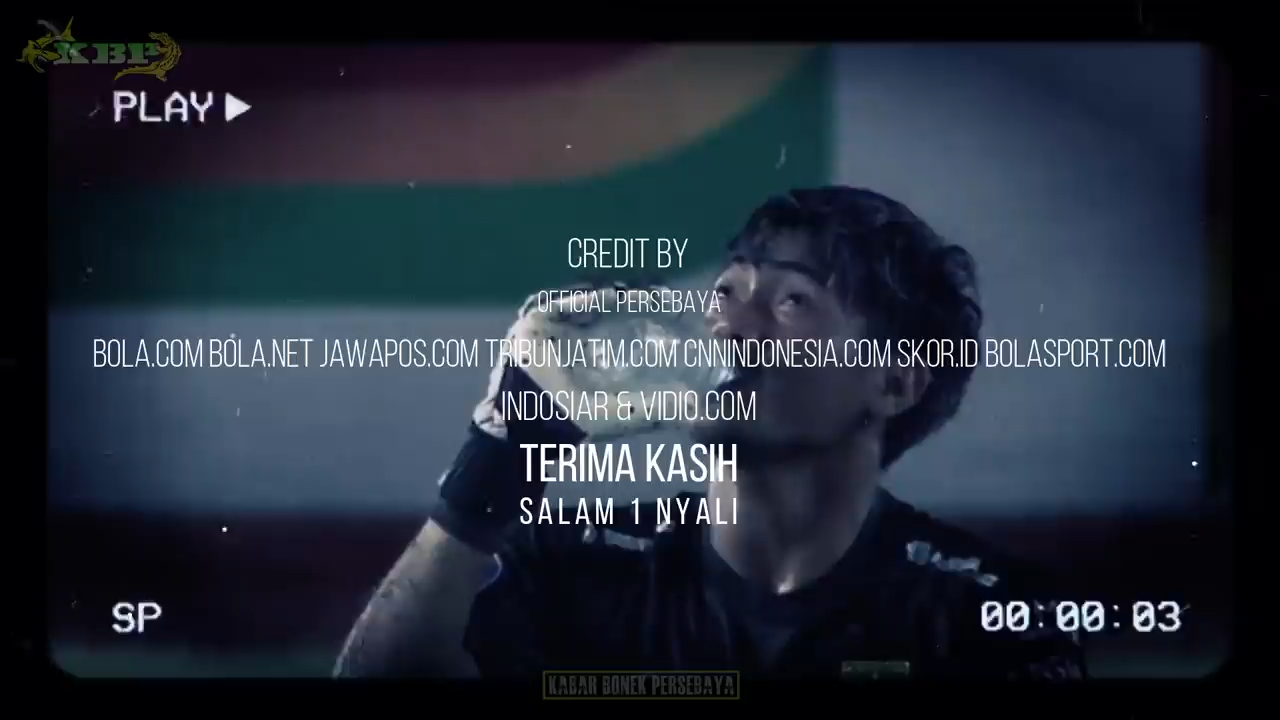 KBP
PLAY
CREDIT BY
OFFICIAL PERSEBAYA
BOLA.COM BOLA.NET JAWAPOS.COM TRIBUNJATIM.COM CNNINDONESIA.COM SKOR.ID BOLASPORT.COM
INDOSIAR & VIDIO.COM
TERIMA KASIH
SALAM 1 NYALI
SP
00:00:03
KABAR BONEK PERSEBAYA